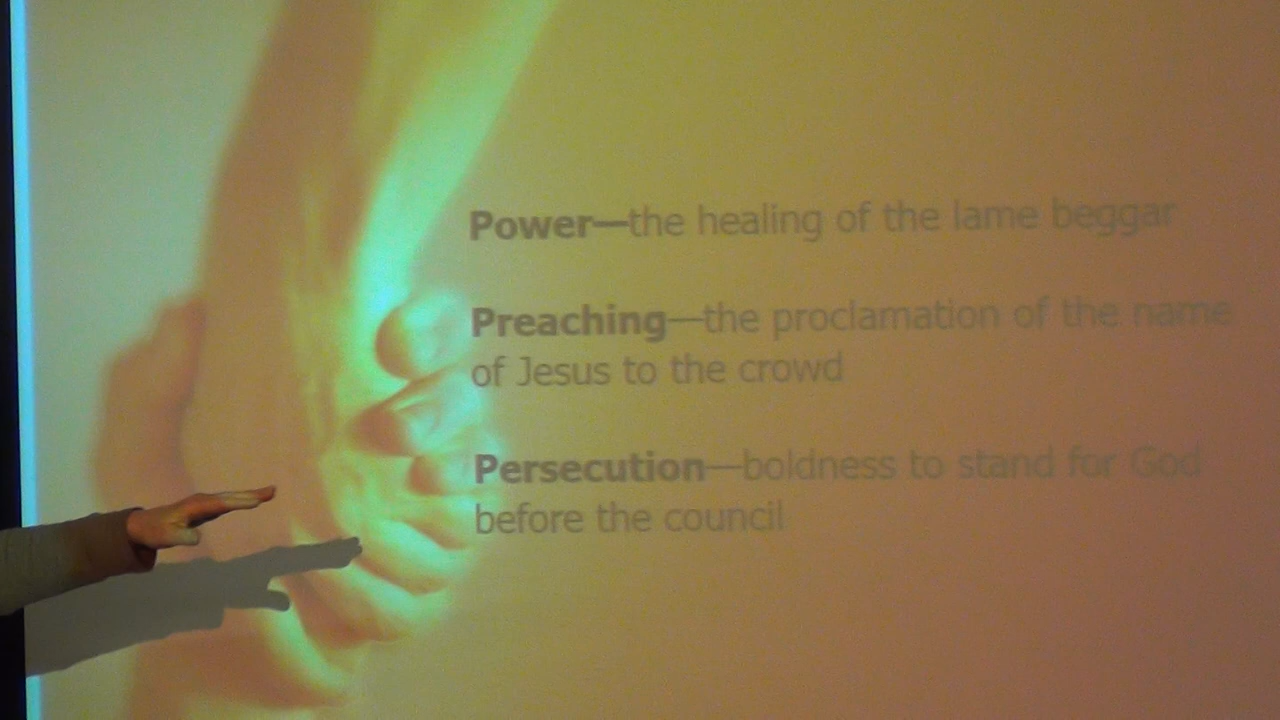 Power—the healing of the lame beggar
Preaching—the proclamation of the name
of Jesus to the crowd
Persecution—boldness to stand for God
before the council